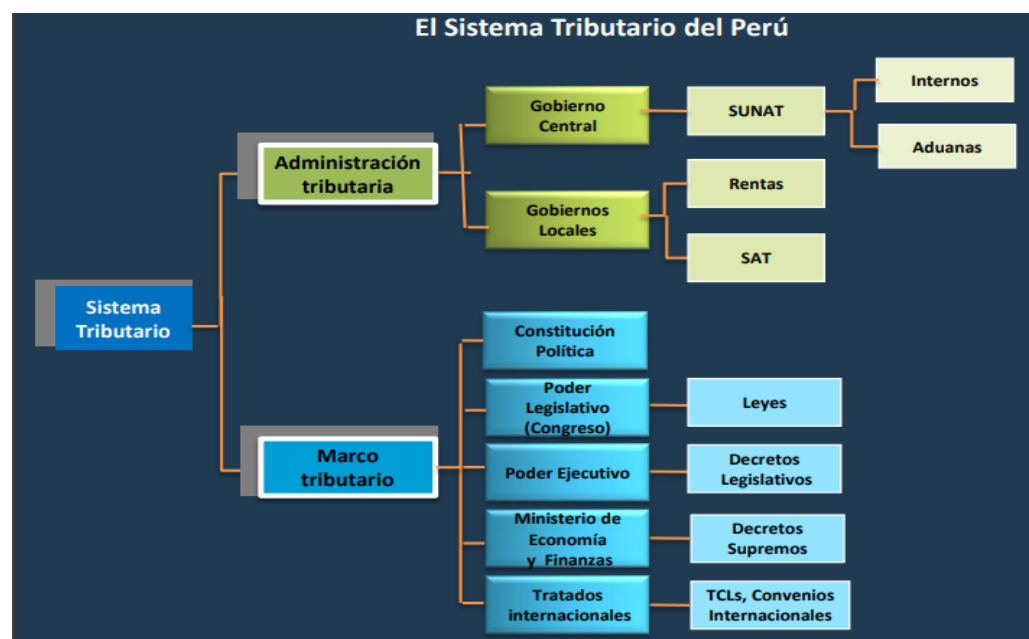 El Sistema Tributario del Perú
Sistema
Tributario
Administración
tributaria
Gobierno
Central
SUNAT
Internos
Aduanas
Gobiernos
Locales
Rentas
SAT
Marco
tributario
Constitución
Política
Poder
Legislativo
(Congreso)
Leyes
Poder Ejecutivo
Decretos
Legislativos
Ministerio de
Economía
y Finanzas
Decretos
Supremos
Tratados
internacionales
TCLs, Convenios
Internacionales